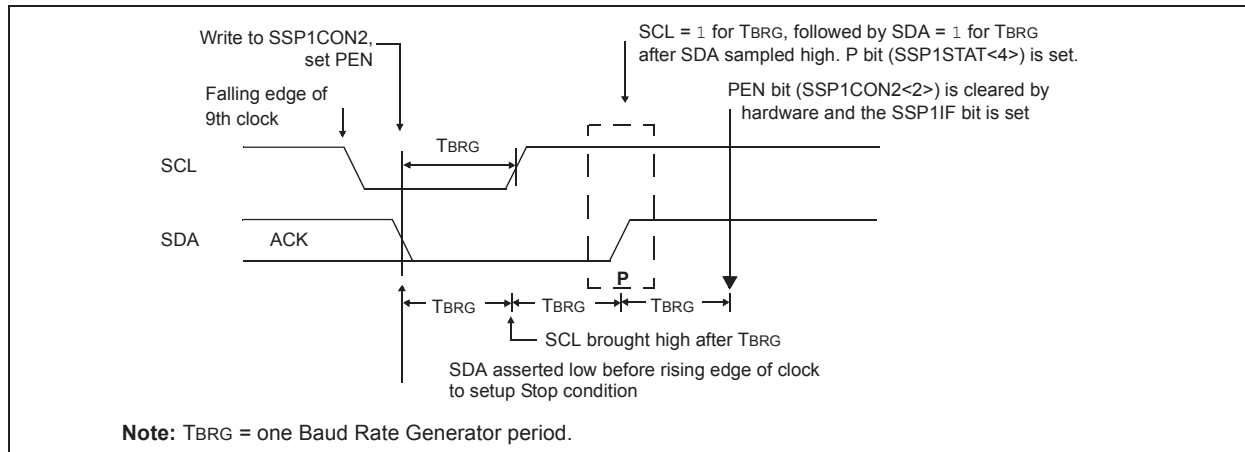 Write to SSP1CON2,
set PEN
SCL = 1 for TBRG, followed by SDA = 1 for TBRG
after SDA sampled high. P bit (SSP1STAT<4>) is set.
Falling edge of
9th clock
PEN bit (SSP1CON2<2>) is cleared by
hardware and the SSP1IF bit is set
TBRG
SCL
SDA
ACK
P
TBRG
TBRG
TBRG
SCL brought high after TBRG
SDA asserted low before rising edge of clock
to setup Stop condition
Note: TBRG = one Baud Rate Generator period.